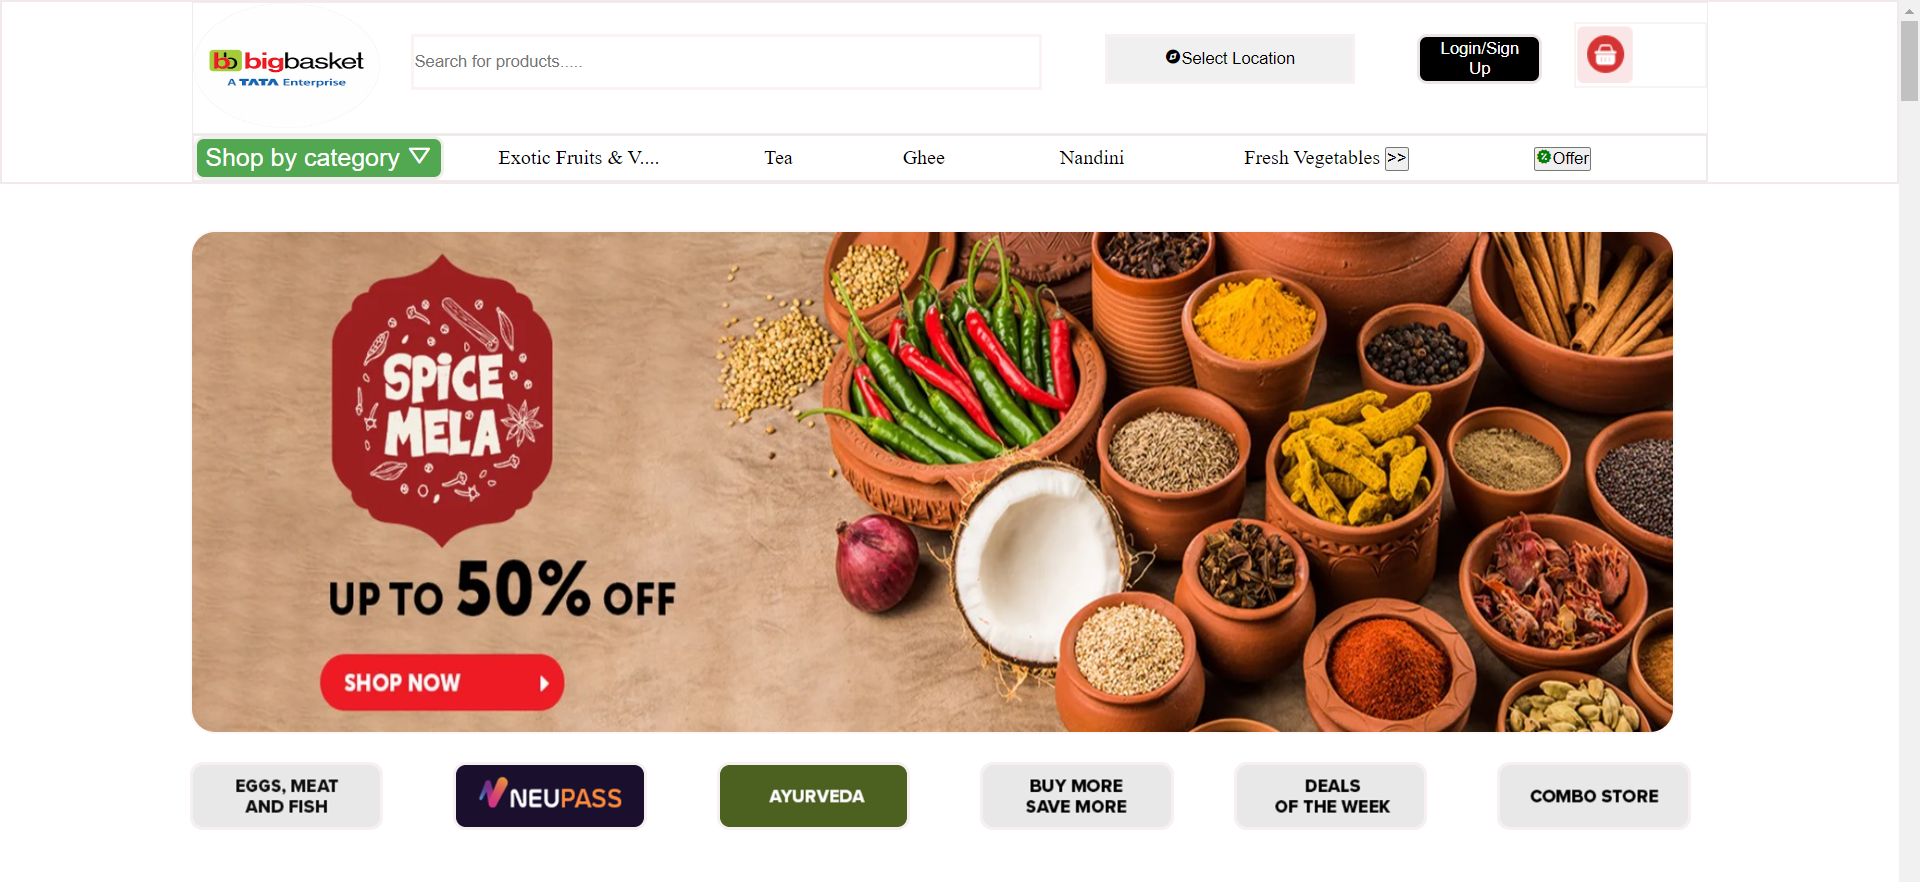 bb bigbasket
A TATA Enterprise
Search for products.....
Select Location
Login/Sign
Up
Shop by category
Exotic Fruits & V....
Tea
Ghee
Nandini
Fresh Vegetables >>
Offer
SPICE
MELA
UP TO 50% OFF
SHOP NOW
EGGS, MEAT
AND FISH
NEUPASS
AYURVEDA
BUY MORE
SAVE MORE
DEALS
OF THE WEEK
COMBO STORE